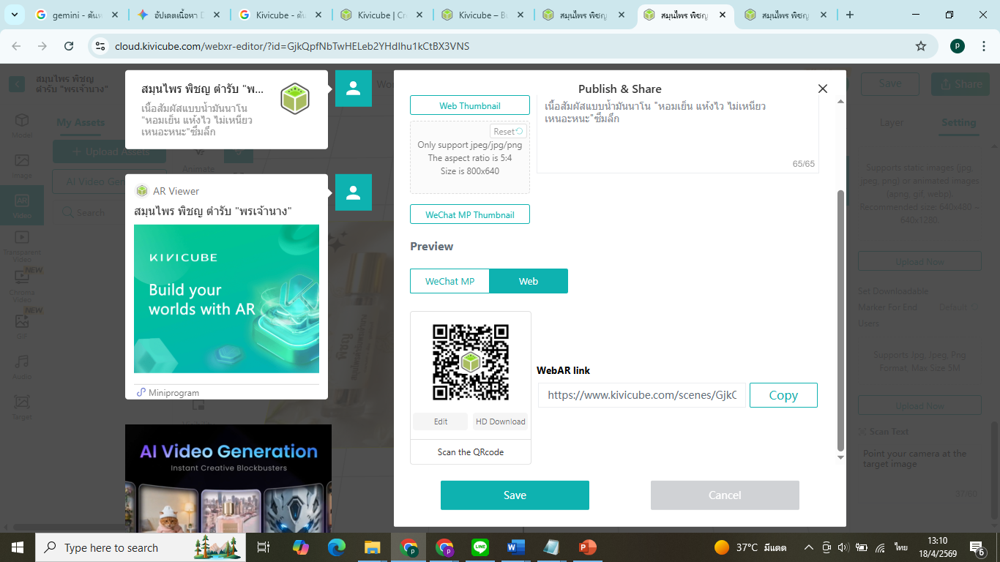 gemini - ค้นห
อัปเดตเนื้อหา D
Kivicube - ค้น
Kivicube | Cr
Kivicube – Bu
สมุนไพร พิชญ
สมุนไพร พิชญ
สมุนไพร พิชญ
cloud.kivicube.com/webxr-editor/?id=GjkQpfNbTwHELeb2YHdIhu1kCtBX3VNS
P
สมุนไพร พิชญ
ตำรับ "พรเจ้านาง"
Save
Share
Model
Image
AR
Video
Transparent
Video
NEW
Chroma
Video
NEW
GIF
Audio
Target
My Assets
+ Upload Assets
AI Video Gen
Search
Animate
สมุนไพร พิชญ ตำรับ "พ...
เนื้อสัมผัสแบบน้ำมันนาโน
"หอมเย็น แห้งไว ไม่เหนียว
เหนอะหนะ"ซึมลึก
AR Viewer
สมุนไพร พิชญ ตำรับ "พรเจ้านาง"
KIVICUBE
Build your
worlds with AR
Miniprogram
AI Video Generation
Instant Creative Blockbusters
พิชญ
Publish & Share
Web Thumbnail
Reset
Only support jpeg/jpg/png
The aspect ratio is 5:4
Size is 800x640
เนื้อสัมผัสแบบน้ำมันนาโน "หอมเย็น แห้งไว ไม่เหนียว
เหนอะหนะ"ซึมลึก
65/65
WeChat MP Thumbnail
Preview
WeChat MP
Web
Edit
HD Download
Scan the QRcode
WebAR link
https://www.kivicube.com/scenes/GjkQ
Copy
Save
Cancel
Layer
Setting
Supports static images (jpg,
jpeg, png) or animated images
(apng, gif, webp).
Recommended size: 640x480 ~
640x1280
Upload Now
Set Downloadable
Marker For End
Users
Default
Supports Jpg, Jpeg, Png
Format, Max Size 5M
Upload Now
Scan Text
Point your camera at the
target image
37/60
Type here to search
P
P
LINE
37°C มีแดด
ไทย
13:10
18/4/2569
6